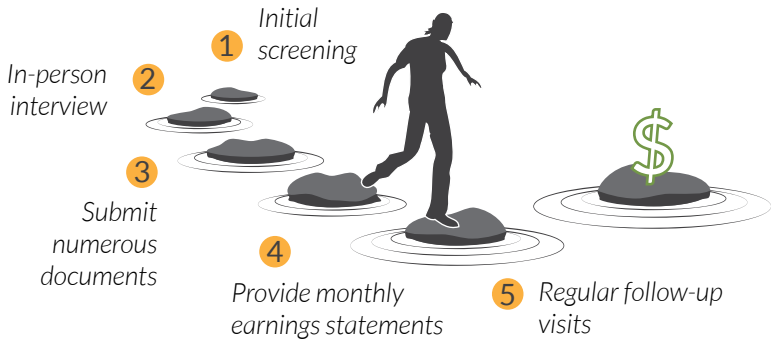 1
Initial
screening
2
In-person
interview
3
Submit
numerous
documents
4
Provide monthly
earnings statements
5
Regular follow-up
visits
$